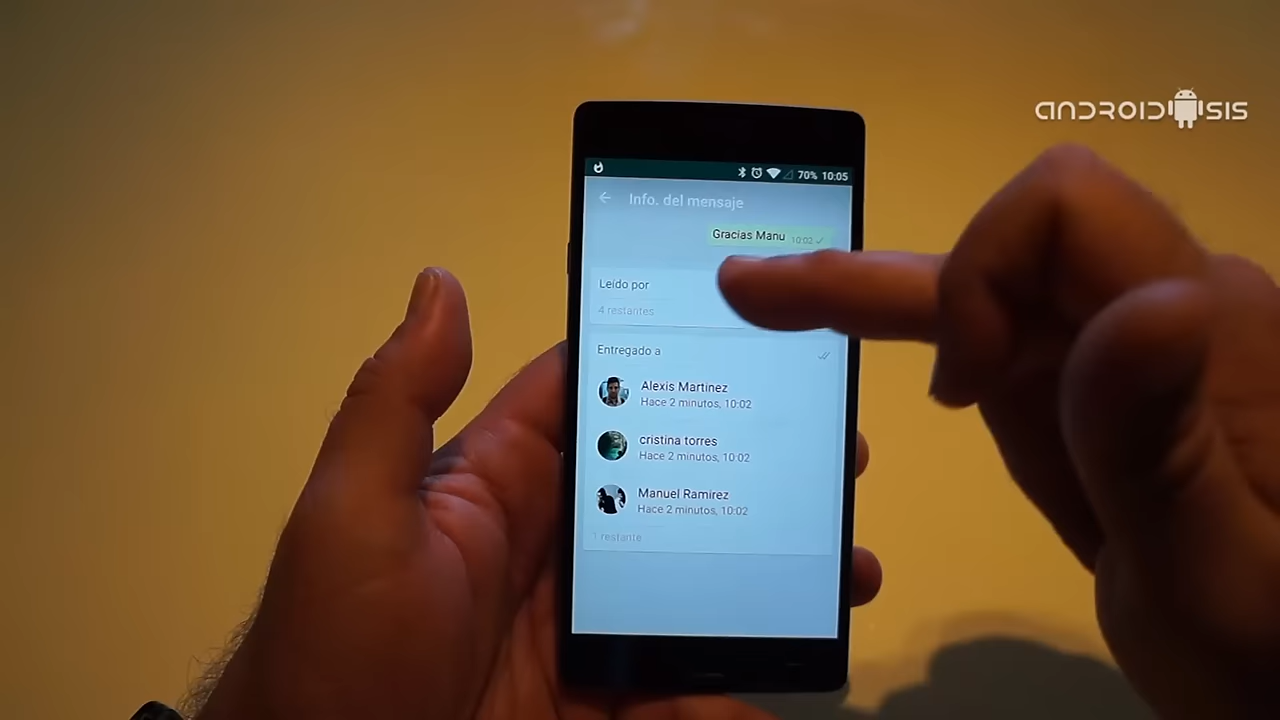 ANDROIDSIS
70% 10:05
Info. del mensaje
Gracias Manu 10:02
Leído por
4 restantes
Entregado a
Alexis Martinez
Hace 2 minutos, 10:02
cristina torres
Hace 2 minutos, 10:02
Manuel Ramirez
Hace 2 minutos, 10:02
1 restante